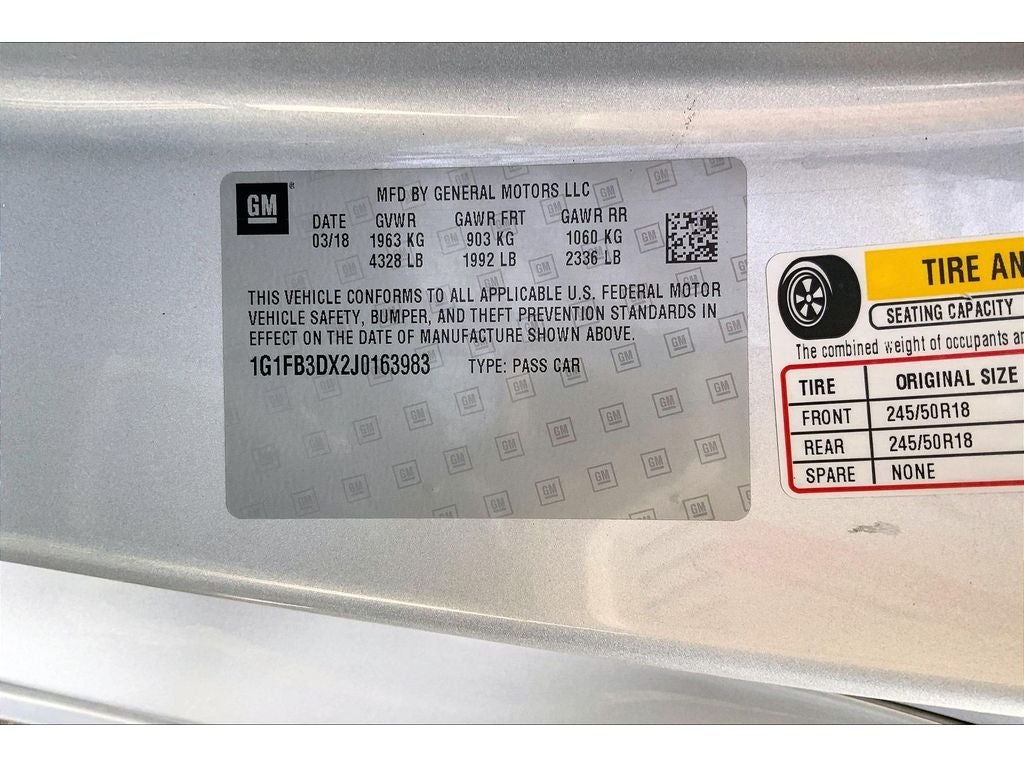 GM
MFD BY GENERAL MOTORS LLC
DATE GVWR GAWR FRT GAWR RR
03/18 1963 KG 903 KG 1060 KG
4328 LB 1992 LB 2336 LB
THIS VEHICLE CONFORMS TO ALL APPLICABLE U.S. FEDERAL MOTOR
VEHICLE SAFETY, BUMPER, AND THEFT PREVENTION STANDARDS IN
EFFECT ON THE DATE OF MANUFACTURE SHOWN ABOVE.
1G1FB3DX2J0163983 TYPE: PASS CAR
TIRE AN
SEATING CAPACITY
The combined weight of occupants an
TIRE ORIGINAL SIZE
FRONT 245/50R18
REAR 245/50R18
SPARE NONE